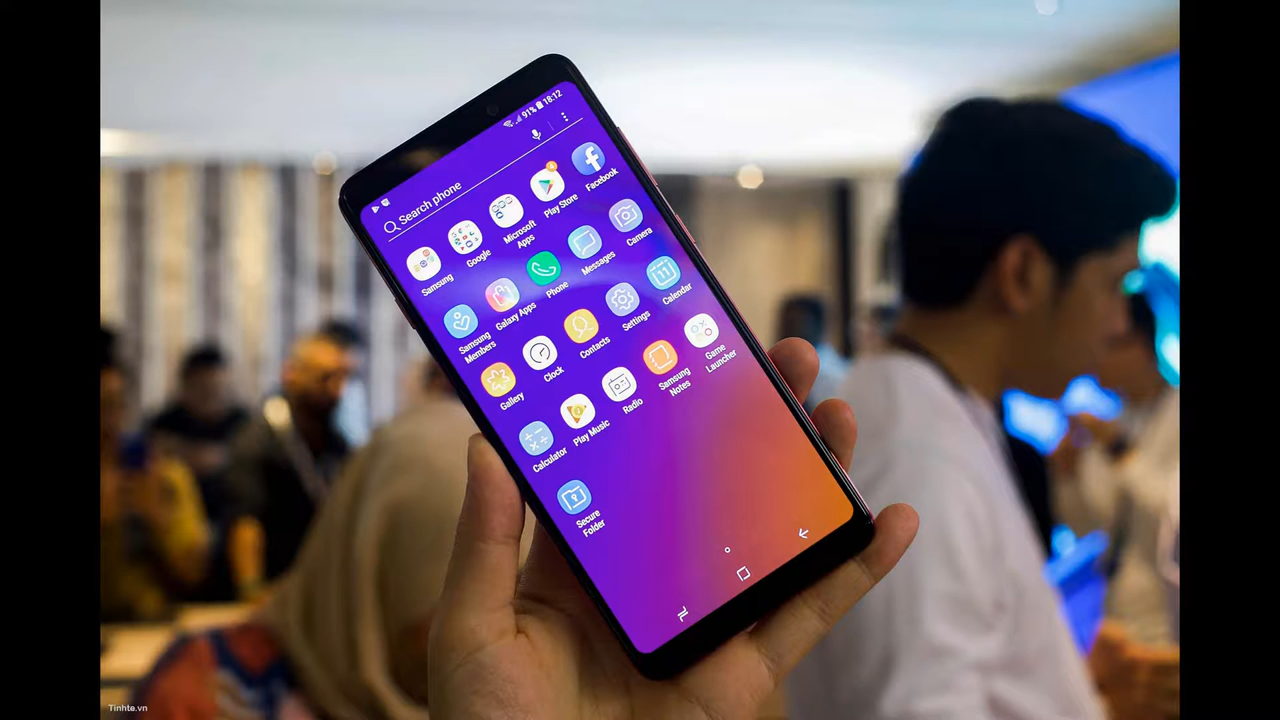 91% 18:12
Search phone
Samsung
Google
Microsoft
Apps
Play Store
Facebook
Samsung
Members
Galaxy Apps
Phone
Messages
Camera
Gallery
Clock
Contacts
Settings
11
Calendar
Calculator
Play Music
Radio
Samsung
Notes
Game
Launcher
Secure
Folder
Tinhte.vn